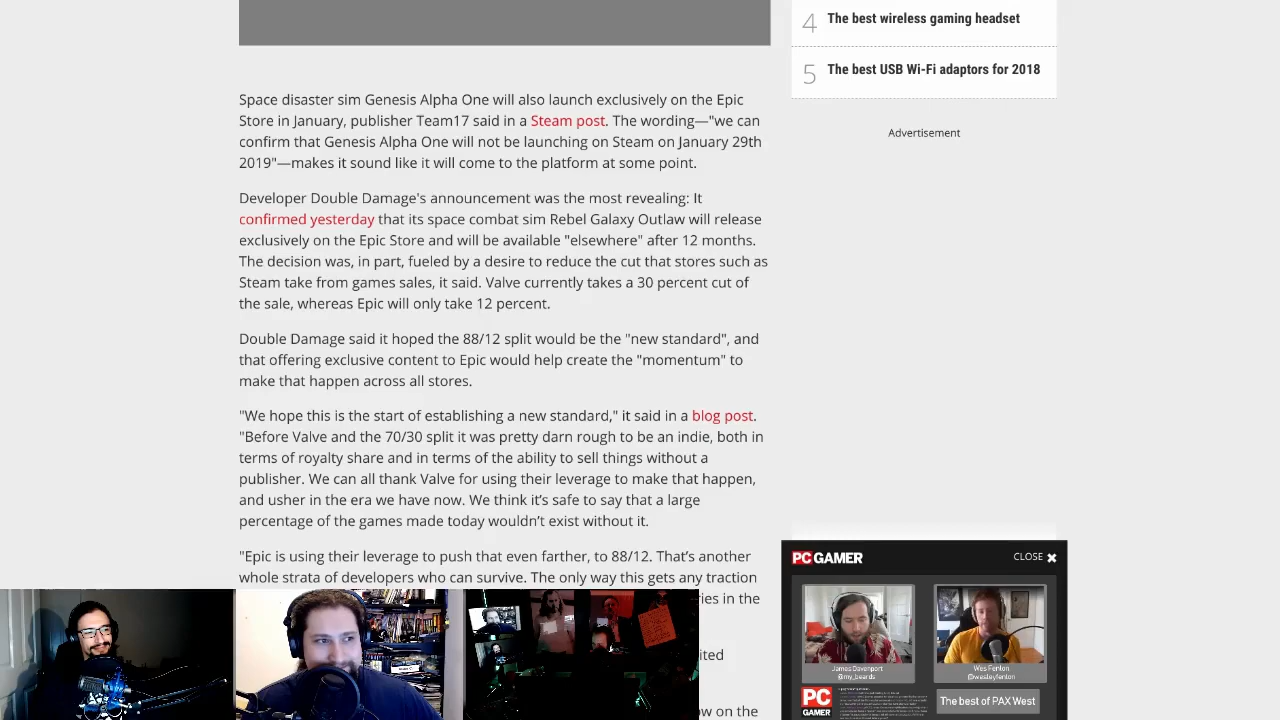 4 The best wireless gaming headset
5 The best USB Wi-Fi adaptors for 2018
Advertisement
Space disaster sim Genesis Alpha One will also launch exclusively on the Epic
Store in January, publisher Team17 said in a Steam post. The wording—"we can
confirm that Genesis Alpha One will not be launching on Steam on January 29th
2019"—makes it sound like it will come to the platform at some point.
Developer Double Damage's announcement was the most revealing: It
confirmed yesterday that its space combat sim Rebel Galaxy Outlaw will release
exclusively on the Epic Store and will be available "elsewhere" after 12 months.
The decision was, in part, fueled by a desire to reduce the cut that stores such as
Steam take from games sales, it said. Valve currently takes a 30 percent cut of
the sale, whereas Epic will only take 12 percent.
Double Damage said it hoped the 88/12 split would be the "new standard", and
that offering exclusive content to Epic would help create the "momentum" to
make that happen across all stores.
"We hope this is the start of establishing a new standard," it said in a blog post.
"Before Valve and the 70/30 split it was pretty darn rough to be an indie, both in
terms of royalty share and in terms of the ability to sell things without a
publisher. We can all thank Valve for using their leverage to make that happen,
and usher in the era we have now. We think it's safe to say that a large
percentage of the games made today wouldn't exist without it.
"Epic is using their leverage to push that even farther, to 88/12. That's another
whole strata of developers who can survive. The only way this gets any traction
ries in the
ited
ow on the
PC GAMER
CLOSE
James Davenport
@my_beards
Wes Fenlon
@wesleyfenlon
PC
GAMER
The best of PAX West